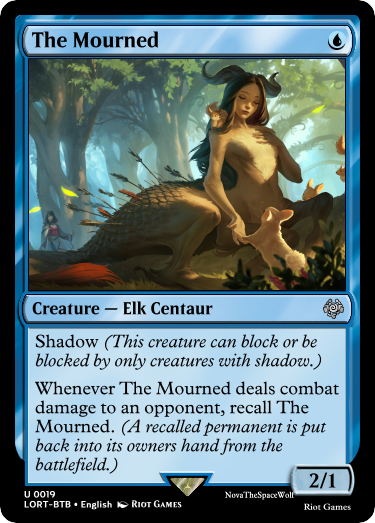 The Mourned
Creature — Elk Centaur
Shadow (This creature can block or be
blocked by only creatures with shadow.)
Whenever The Mourned deals combat
damage to an opponent, recall The
Mourned. (A recalled permanent is put
back into its owners hand from the
battlefield.)
2/1
U 0019
LORT-BTB • English Riot Games
NovaTheSpaceWolf
Riot Games